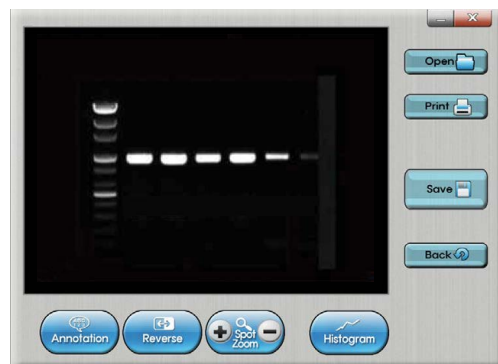 Open
Print
Save
Back
Annotation
Reverse
Spot
Zoom
Histogram